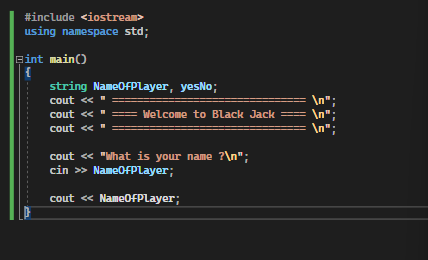 #include <iostream>
using namespace std;
int main()
{
string NameOfPlayer, yesNo;
cout << " =============================== \n";
cout << " ==== Welcome to Black Jack ==== \n";
cout << " =============================== \n";
cout << "What is your name ?\n";
cin >> NameOfPlayer;
cout << NameOfPlayer;
}